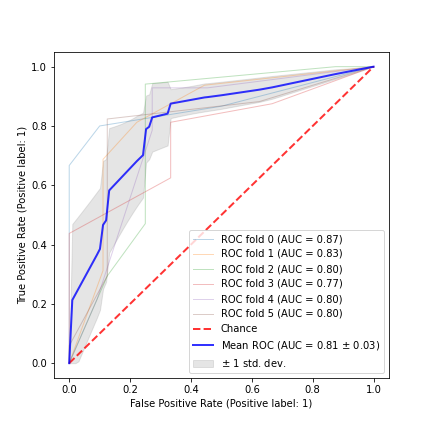 1.0
0.8
0.6
0.4
0.2
0.0
True Positive Rate (Positive label: 1)
ROC fold 0 (AUC = 0.87)
ROC fold 1 (AUC = 0.83)
ROC fold 2 (AUC = 0.80)
ROC fold 3 (AUC = 0.77)
ROC fold 4 (AUC = 0.80)
ROC fold 5 (AUC = 0.80)
Chance
Mean ROC (AUC = 0.81 ± 0.03)
± 1 std. dev.
0.0 0.2 0.4 0.6 0.8 1.0
False Positive Rate (Positive label: 1)